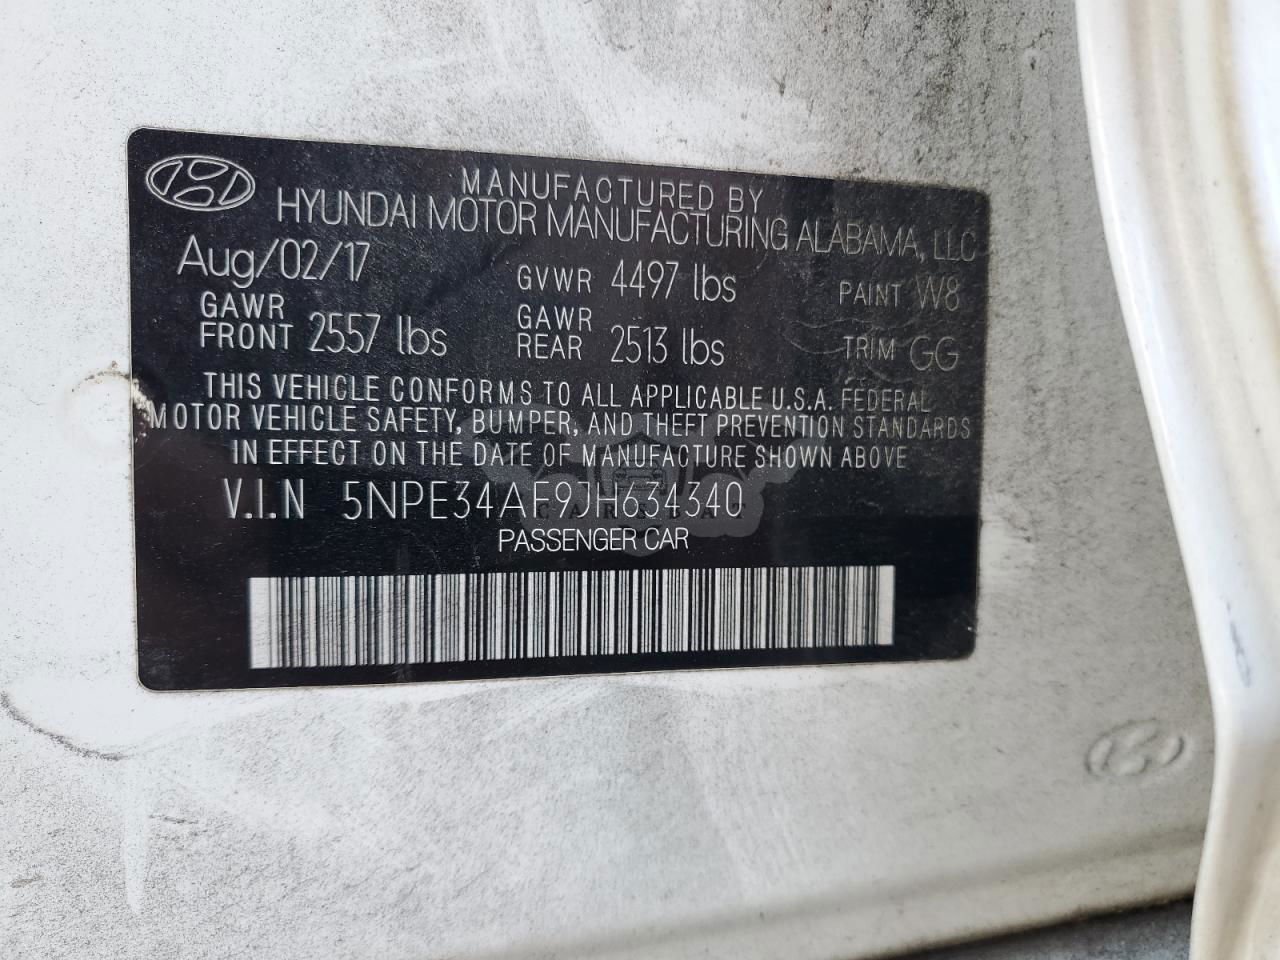 MANUFACTURED BY
HYUNDAI MOTOR MANUFACTURING ALABAMA, LLC
Aug/02/17 GVWR 4497 lbs PAINT W8
GAWR FRONT 2557 lbs GAWR REAR 2513 lbs TRIM GG
THIS VEHICLE CONFORMS TO ALL APPLICABLE U.S.A. FEDERAL
MOTOR VEHICLE SAFETY, BUMPER, AND THEFT PREVENTION STANDARDS
IN EFFECT ON THE DATE OF MANUFACTURE SHOWN ABOVE
V.I.N 5NPE34AF9JH634340
PASSENGER CAR